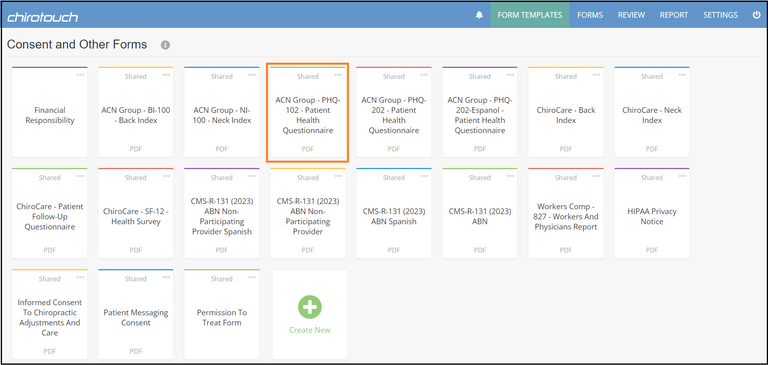 chirotouch
FORM TEMPLATES
FORMS
REVIEW
REPORT
SETTINGS
Consent and Other Forms
Financial
Responsibility
PDF
Shared
ACN Group - BI-100
- Back Index
PDF
Shared
ACN Group - NI-
100 - Neck Index
PDF
Shared
ACN Group - PHQ-
102 - Patient
Health
Questionnaire
PDF
Shared
ACN Group - PHQ-
202 - Patient
Health
Questionnaire
PDF
Shared
ACN Group - PHQ-
202-Espanol -
Patient Health
Questionnaire
PDF
Shared
ChiroCare - Back
Index
PDF
Shared
ChiroCare - Neck
Index
PDF
Shared
ChiroCare - Patient
Follow-Up
Questionnaire
PDF
Shared
ChiroCare - SF-12 -
Health Survey
PDF
Shared
CMS-R-131 (2023)
ABN Non-
Participating
Provider Spanish
PDF
Shared
CMS-R-131 (2023)
ABN Non-
Participating
Provider
PDF
Shared
CMS-R-131 (2023)
ABN Spanish
PDF
Shared
CMS-R-131 (2023)
ABN
PDF
Shared
Workers Comp -
827 - Workers And
Physicians Report
PDF
Shared
HIPAA Privacy
Notice
PDF
Shared
Informed Consent
To Chiropractic
Adjustments And
Care
PDF
Shared
Patient Messaging
Consent
PDF
Shared
Permission To
Treat Form
PDF
Create New